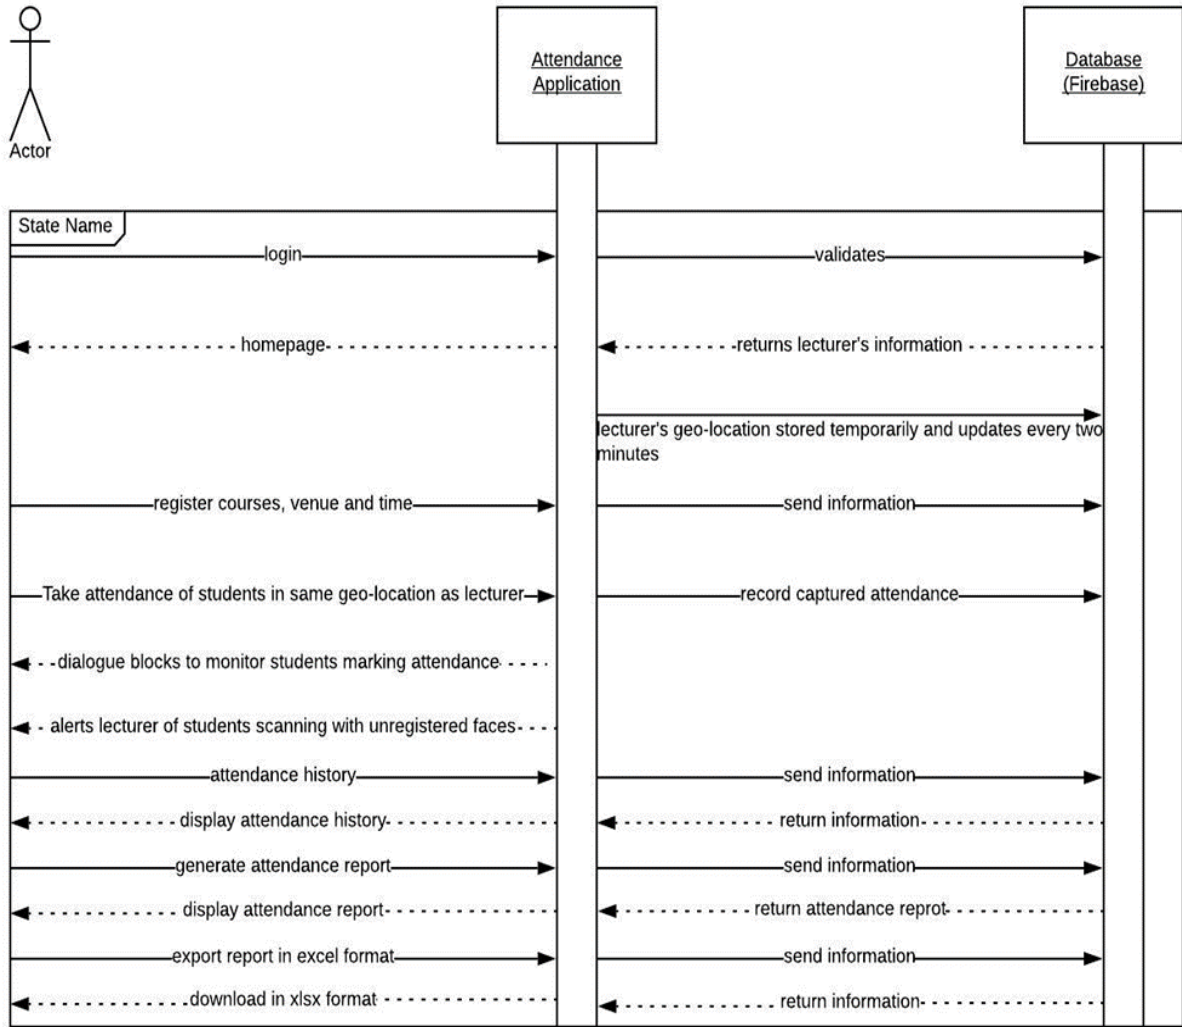 Attendance
Application
Database
(Firebase)
Actor
State Name
login
validates
homepage
returns lecturer's information
lecturer's geo-location stored temporarily and updates every two
minutes
register courses, venue and time
send information
Take attendance of students in same geo-location as lecturer
record captured attendance
dialogue blocks to monitor students marking attendance
alerts lecturer of students scanning with unregistered faces
attendance history
send information
display attendance history
return information
generate attendance report
send information
display attendance report
return attendance reprot
export report in excel format
send information
download in xlsx format
return information